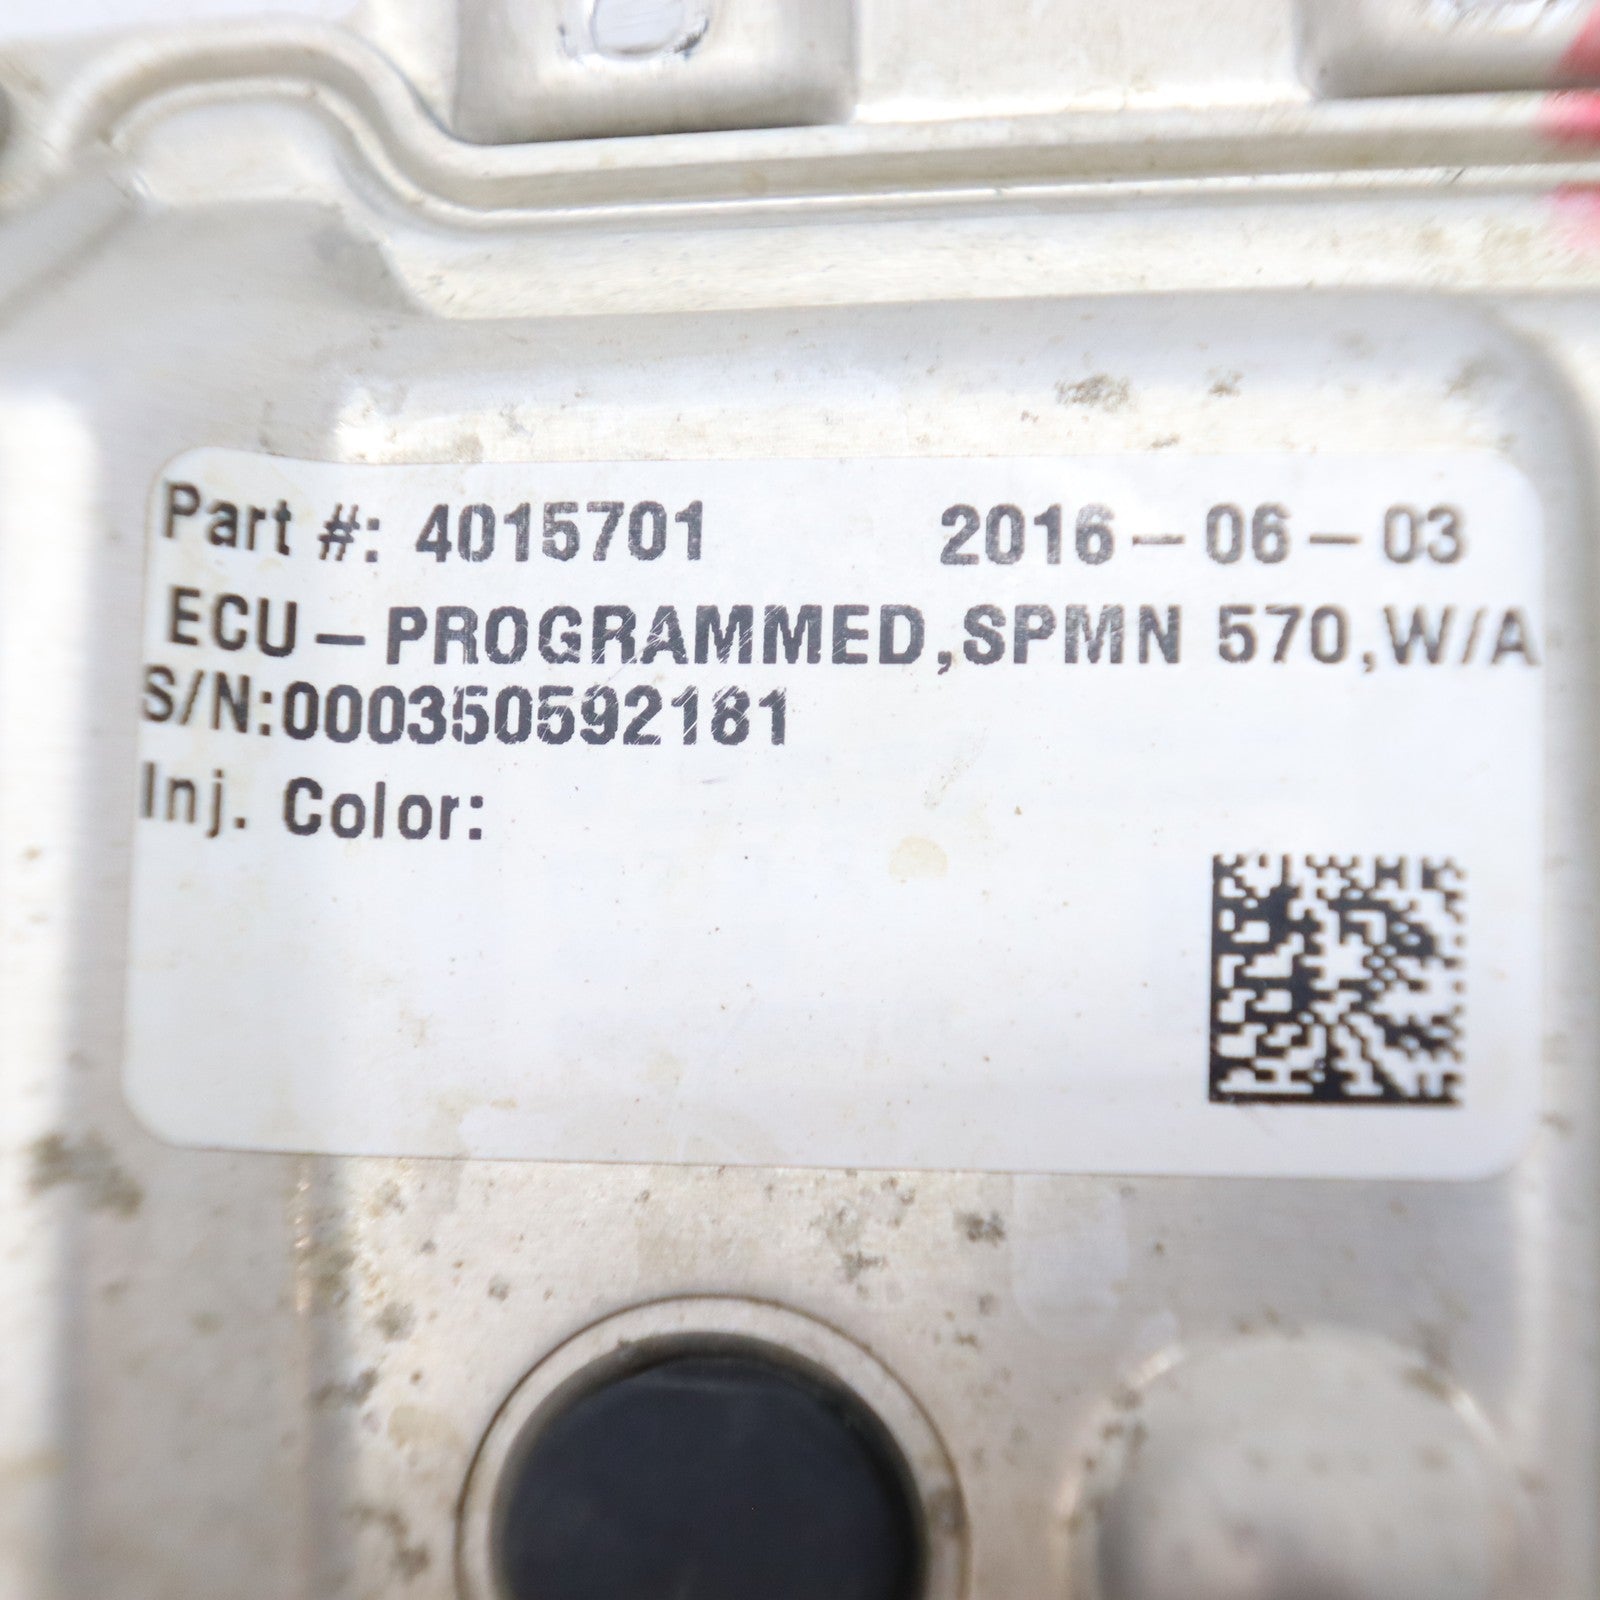 Part #: 4015701 2016-06-03
ECU-PROGRAMMED,SPMN 570,W/A
S/N:000350592181
Inj. Color: